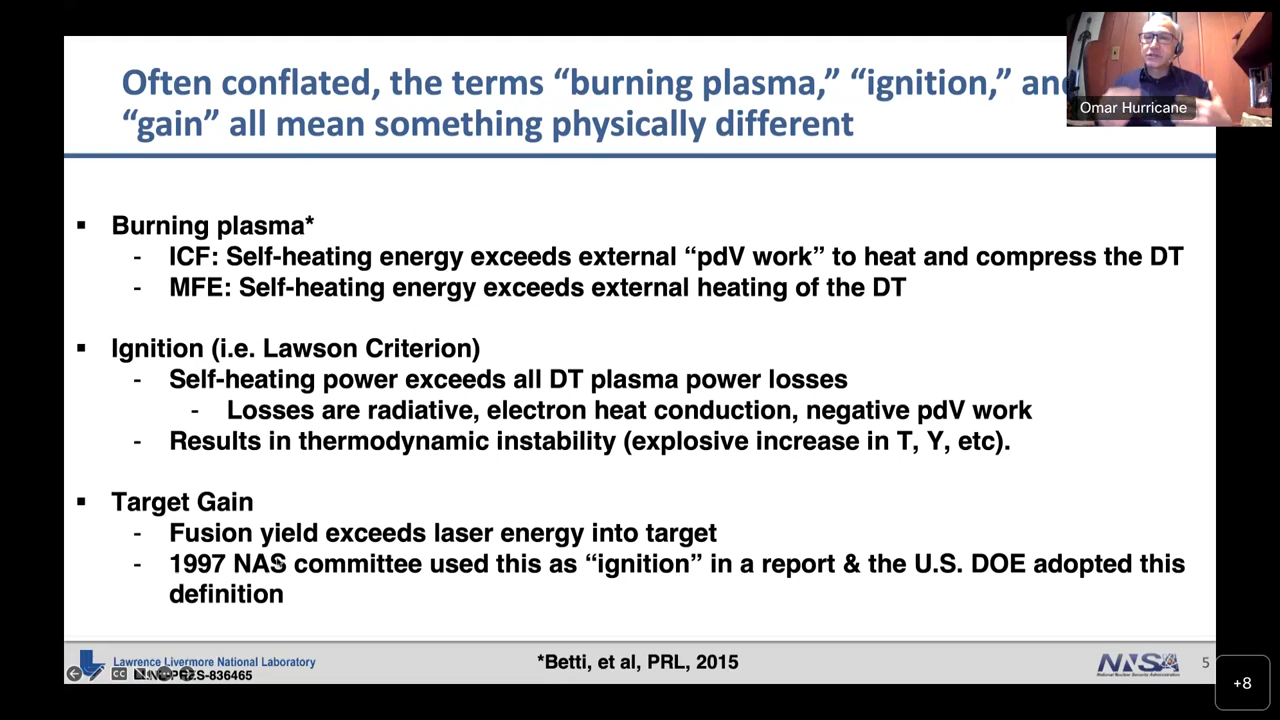 Often conflated, the terms “burning plasma,” “ignition,” and
“gain” all mean something physically different
Omar Hurricane
▪ Burning plasma*
- ICF: Self-heating energy exceeds external “pdV work” to heat and compress the DT
- MFE: Self-heating energy exceeds external heating of the DT
▪ Ignition (i.e. Lawson Criterion)
- Self-heating power exceeds all DT plasma power losses
- Losses are radiative, electron heat conduction, negative pdV work
- Results in thermodynamic instability (explosive increase in T, Y, etc).
▪ Target Gain
- Fusion yield exceeds laser energy into target
- 1997 NAS committee used this as “ignition” in a report & the U.S. DOE adopted this
definition
Lawrence Livermore National Laboratory
PRES-836465
*Betti, et al, PRL, 2015
NNSA
National Nuclear Security Administration
5
+8